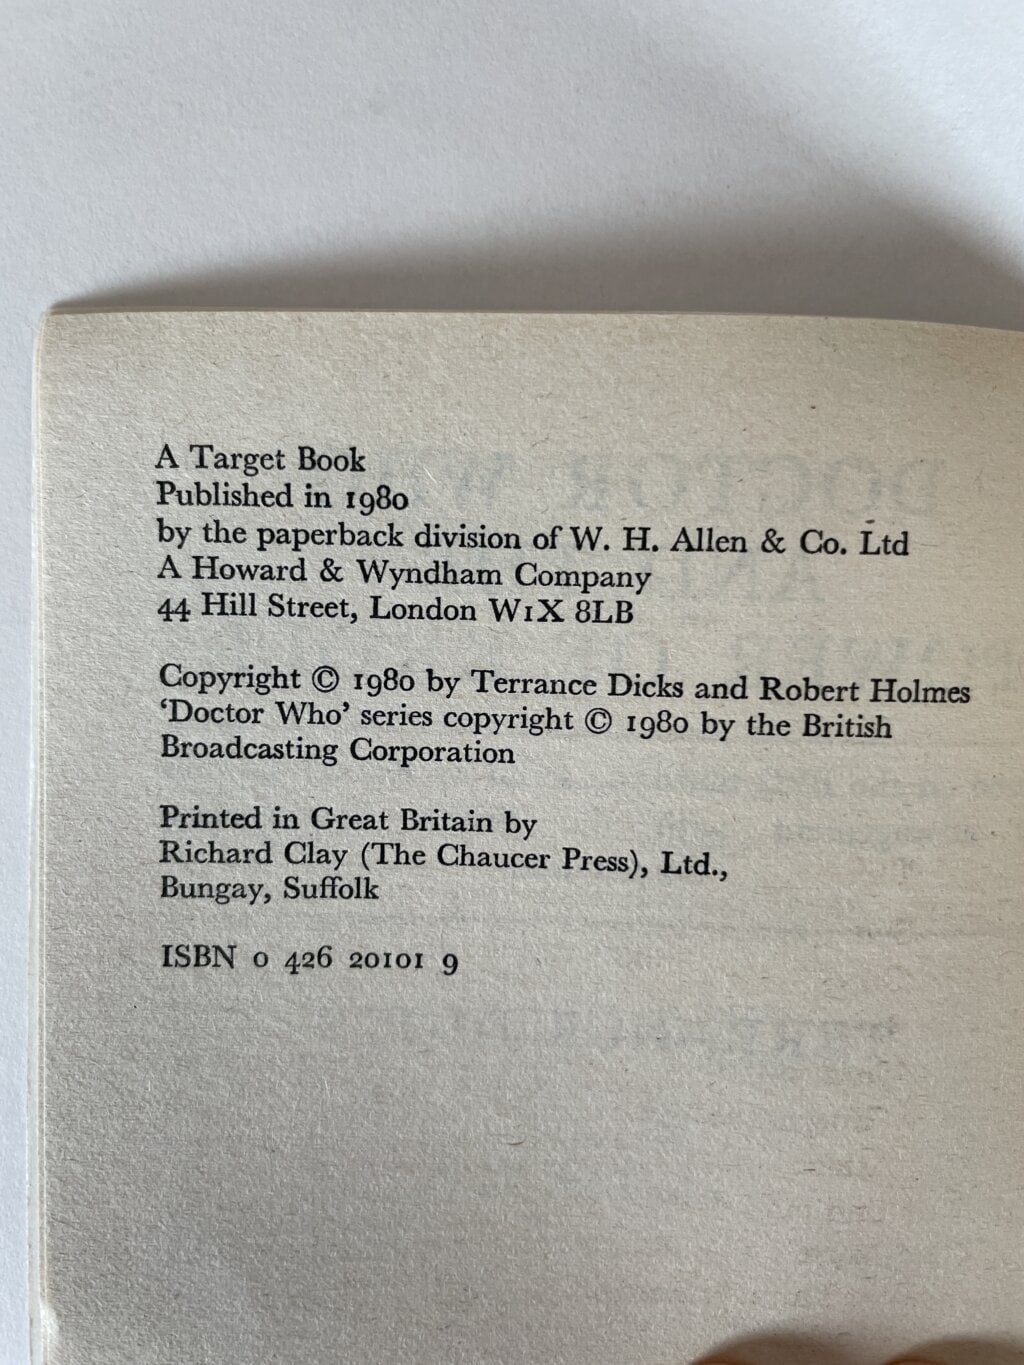 A Target Book
Published in 1980
by the paperback division of W. H. Allen & Co. Ltd
A Howard & Wyndham Company
44 Hill Street, London W1X 8LB
Copyright © 1980 by Terrance Dicks and Robert Holmes
‘Doctor Who’ series copyright © 1980 by the British
Broadcasting Corporation
Printed in Great Britain by
Richard Clay (The Chaucer Press), Ltd.,
Bungay, Suffolk
ISBN 0 426 20101 9